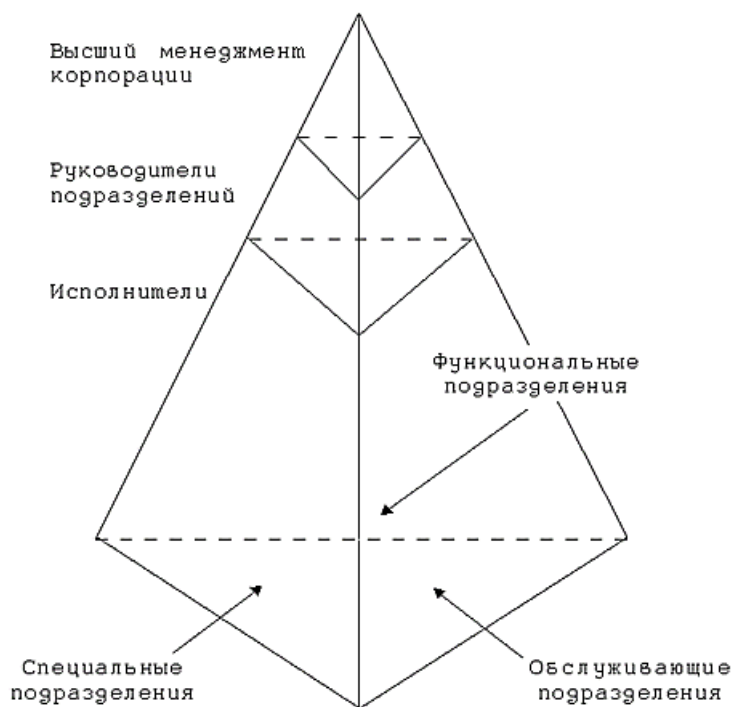 Высший менеджмент
корпорации
Руководители
подразделений
Исполнители
Функциональные
подразделения
Специальные
подразделения
Обслуживающие
подразделения